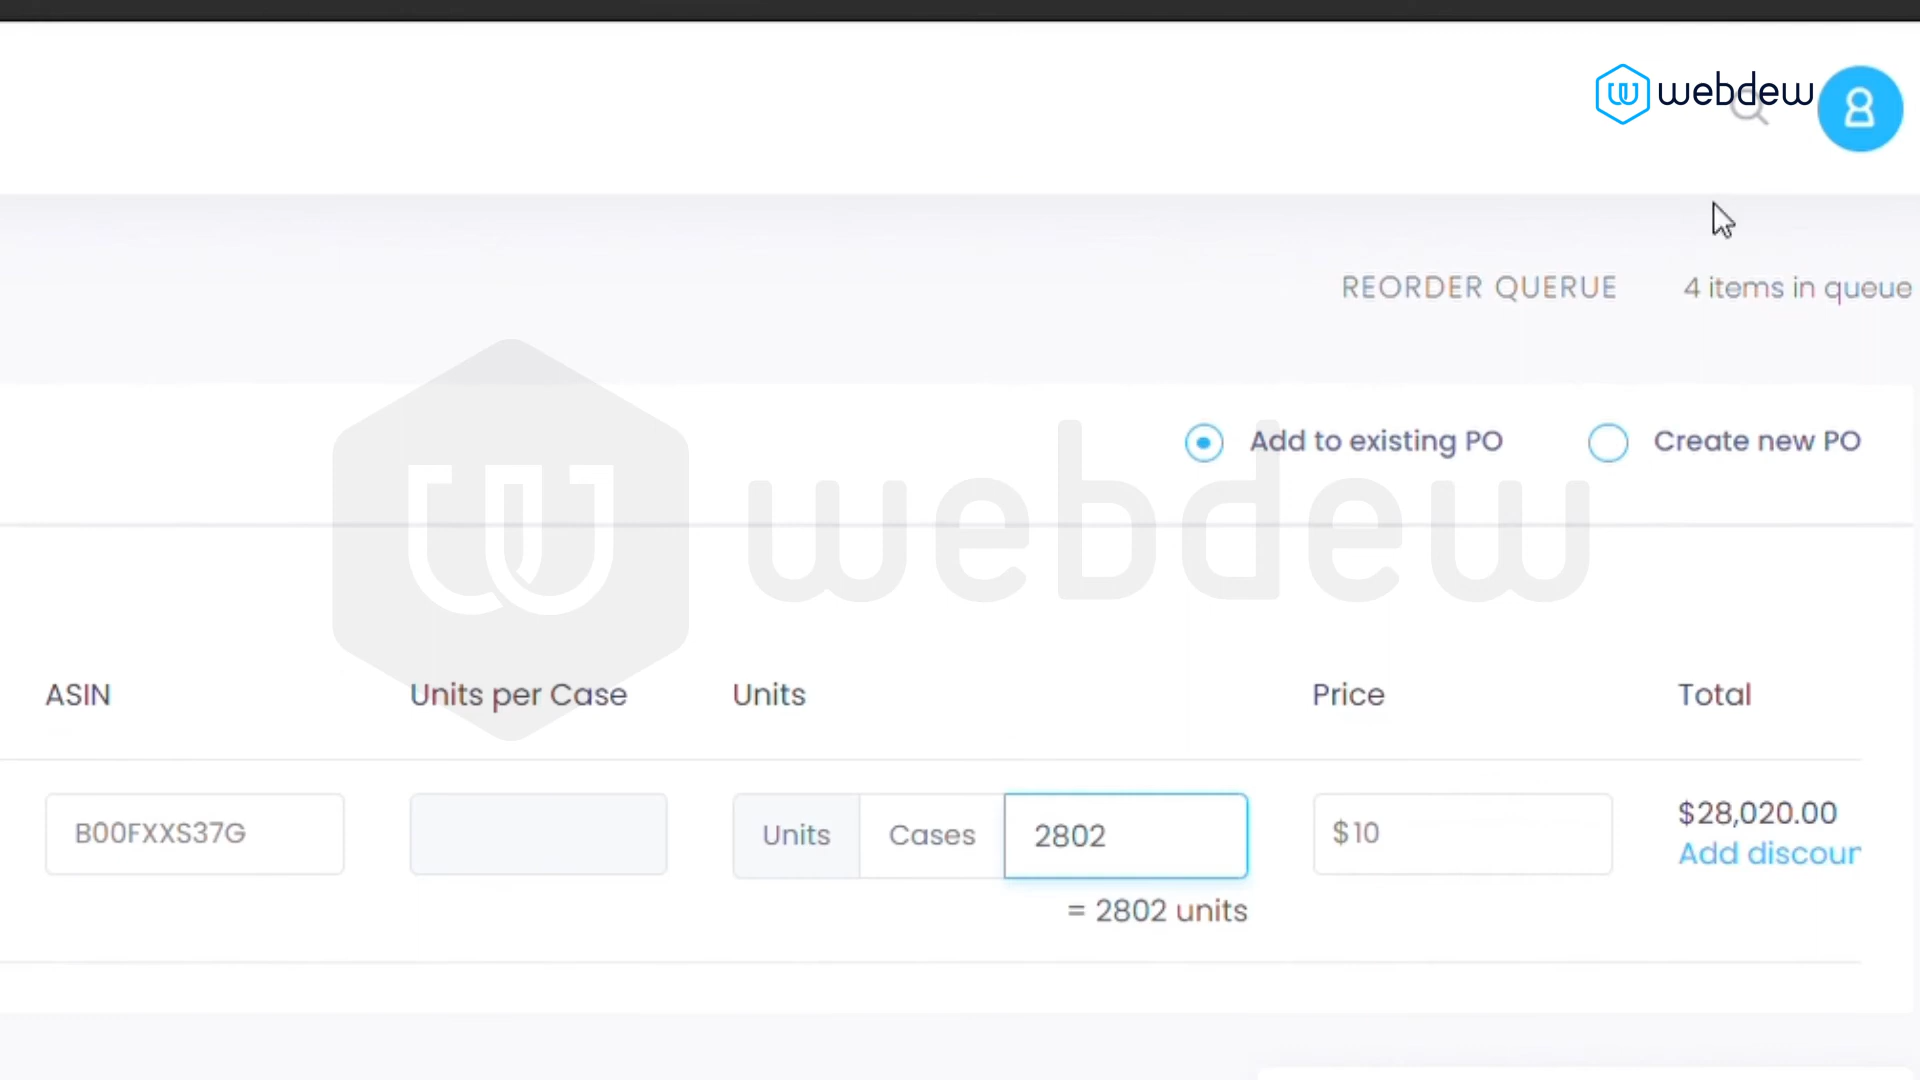 webdew
REORDER QUERUE 4 items in queue
Add to existing PO Create new PO
webdew
ASIN Units per Case Units Price Total
B00FXXS37G Units Cases 2802 $10 $28,020.00
Add discour
= 2802 units